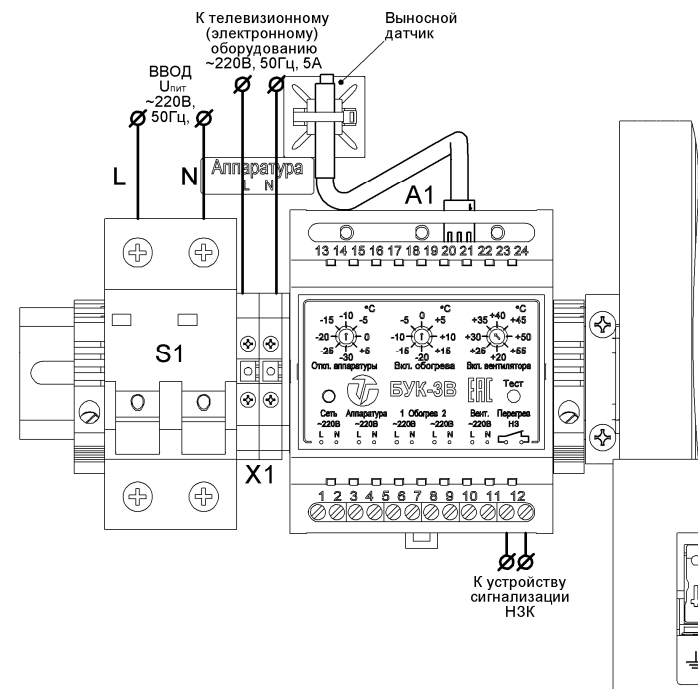 К телевизионному
(электронному)
оборудованию
~220В, 50Гц, 5А
Выносной
датчик
ВВОД
Uпит
~220В,
50Гц,
L N
Аппаратура
L N
А1
13 14 15 16 17 18 19 20 21 22 23 24
°C °C °C
-15 -10 -5 -5 0 +5 +35 +40 +45
-20 0 -10 +10 +30 +50
-25 +5 -15 +15 +25 +55
-30 -20 +20
Откл. аппаратуры Вкл. обогрева Вкл. вентилятора
S1
БУК-3В ЕАС Тест
Сеть Аппаратура 1 Обогрев 2 Вент. Перегрев
~220В ~220В ~220В ~220В ~220В НЗ
L N L N L N L N L N
X1
1 2 3 4 5 6 7 8 9 10 11 12
К устройству
сигнализации
НЗК